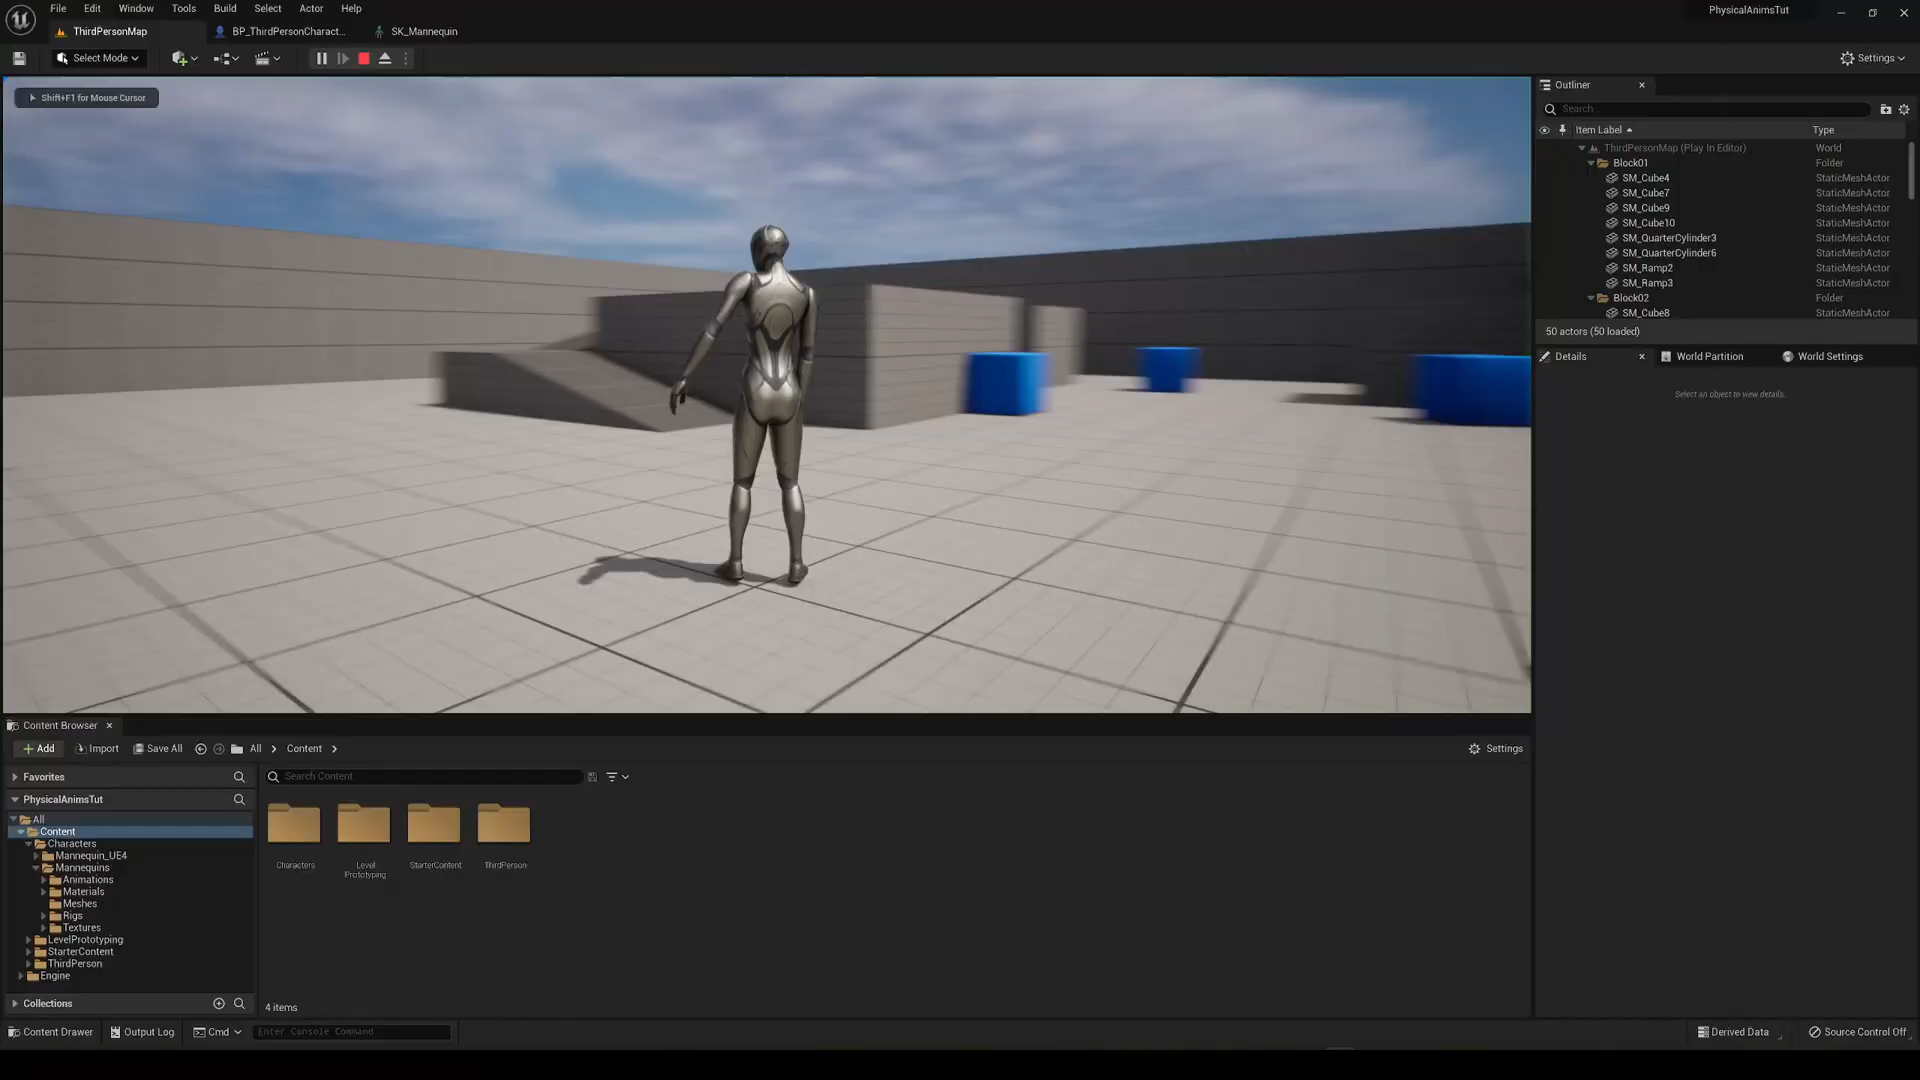 File Edit Window Tools Build Select Actor Help
PhysicalAnimsTut
ThirdPersonMap
BP_ThirdPersonCharact...
SK_Mannequin
Select Mode
Settings
Shift+F1 for Mouse Cursor
Outliner
Search...
Item Label
Type
ThirdPersonMap (Play In Editor) World
Block01 Folder
SM_Cube4 StaticMeshActor
SM_Cube7 StaticMeshActor
SM_Cube9 StaticMeshActor
SM_Cube10 StaticMeshActor
SM_QuarterCylinder3 StaticMeshActor
SM_QuarterCylinder6 StaticMeshActor
SM_Ramp2 StaticMeshActor
SM_Ramp3 StaticMeshActor
Block02 Folder
SM_Cube8 StaticMeshActor
50 actors (50 loaded)
Details
World Partition
World Settings
Select an object to view details.
Content Browser
Add
Import
Save All
All
Content
Settings
Favorites
Search Content
PhysicalAnimsTut
All
Content
Characters
Mannequin_UE4
Mannequins
Animations
Materials
Meshes
Rigs
Textures
LevelPrototyping
StarterContent
ThirdPerson
Engine
Characters
Level
Prototyping
StarterContent
ThirdPerson
Collections
4 items
Content Drawer
Output Log
Cmd
Enter Console Command
Derived Data
Source Control Off